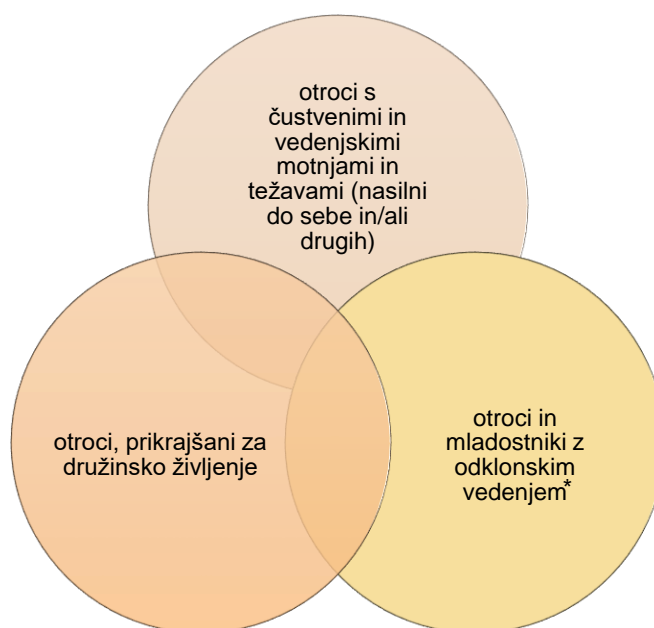 otroci s
čustvenimi in
vedenjskimi
motnjami in
težavami (nasilni
do sebe in/ali
drugih)
otroci, prikrajšani za
družinsko življenje
otroci in
mladostniki z
odklonskim
vedenjem*